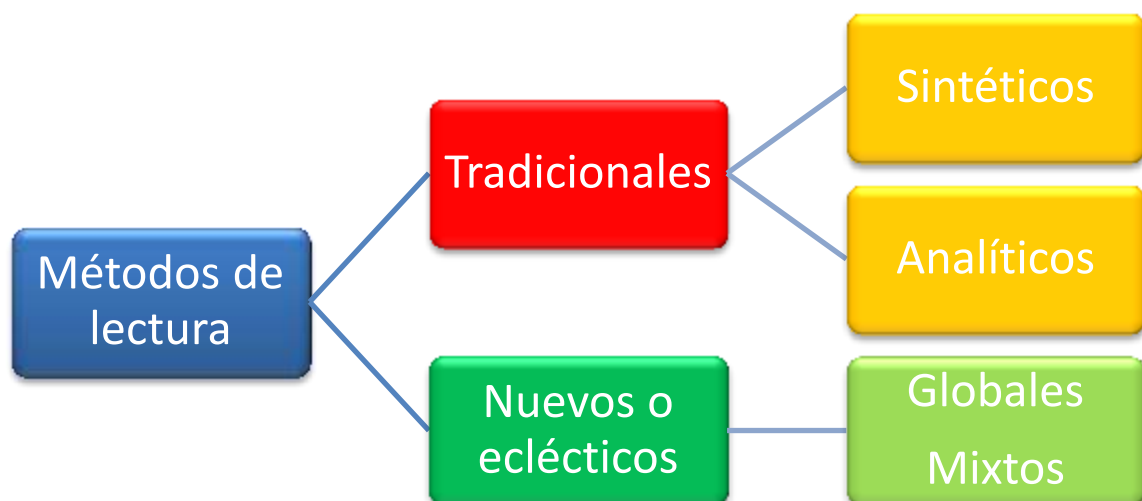 Métodos de
lectura
Tradicionales
Sintéticos
Analíticos
Nuevos o
eclécticos
Globales
Mixtos